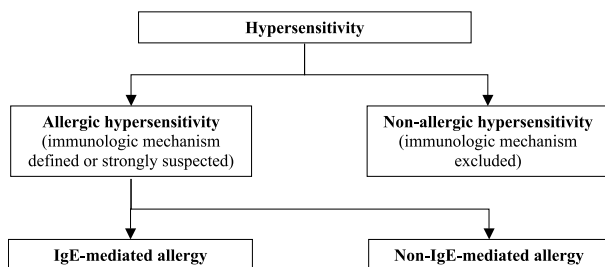 Hypersensitivity
Allergic hypersensitivity
(immunologic mechanism
defined or strongly suspected)
Non-allergic hypersensitivity
(immunologic mechanism
excluded)
IgE-mediated allergy
Non-IgE-mediated allergy